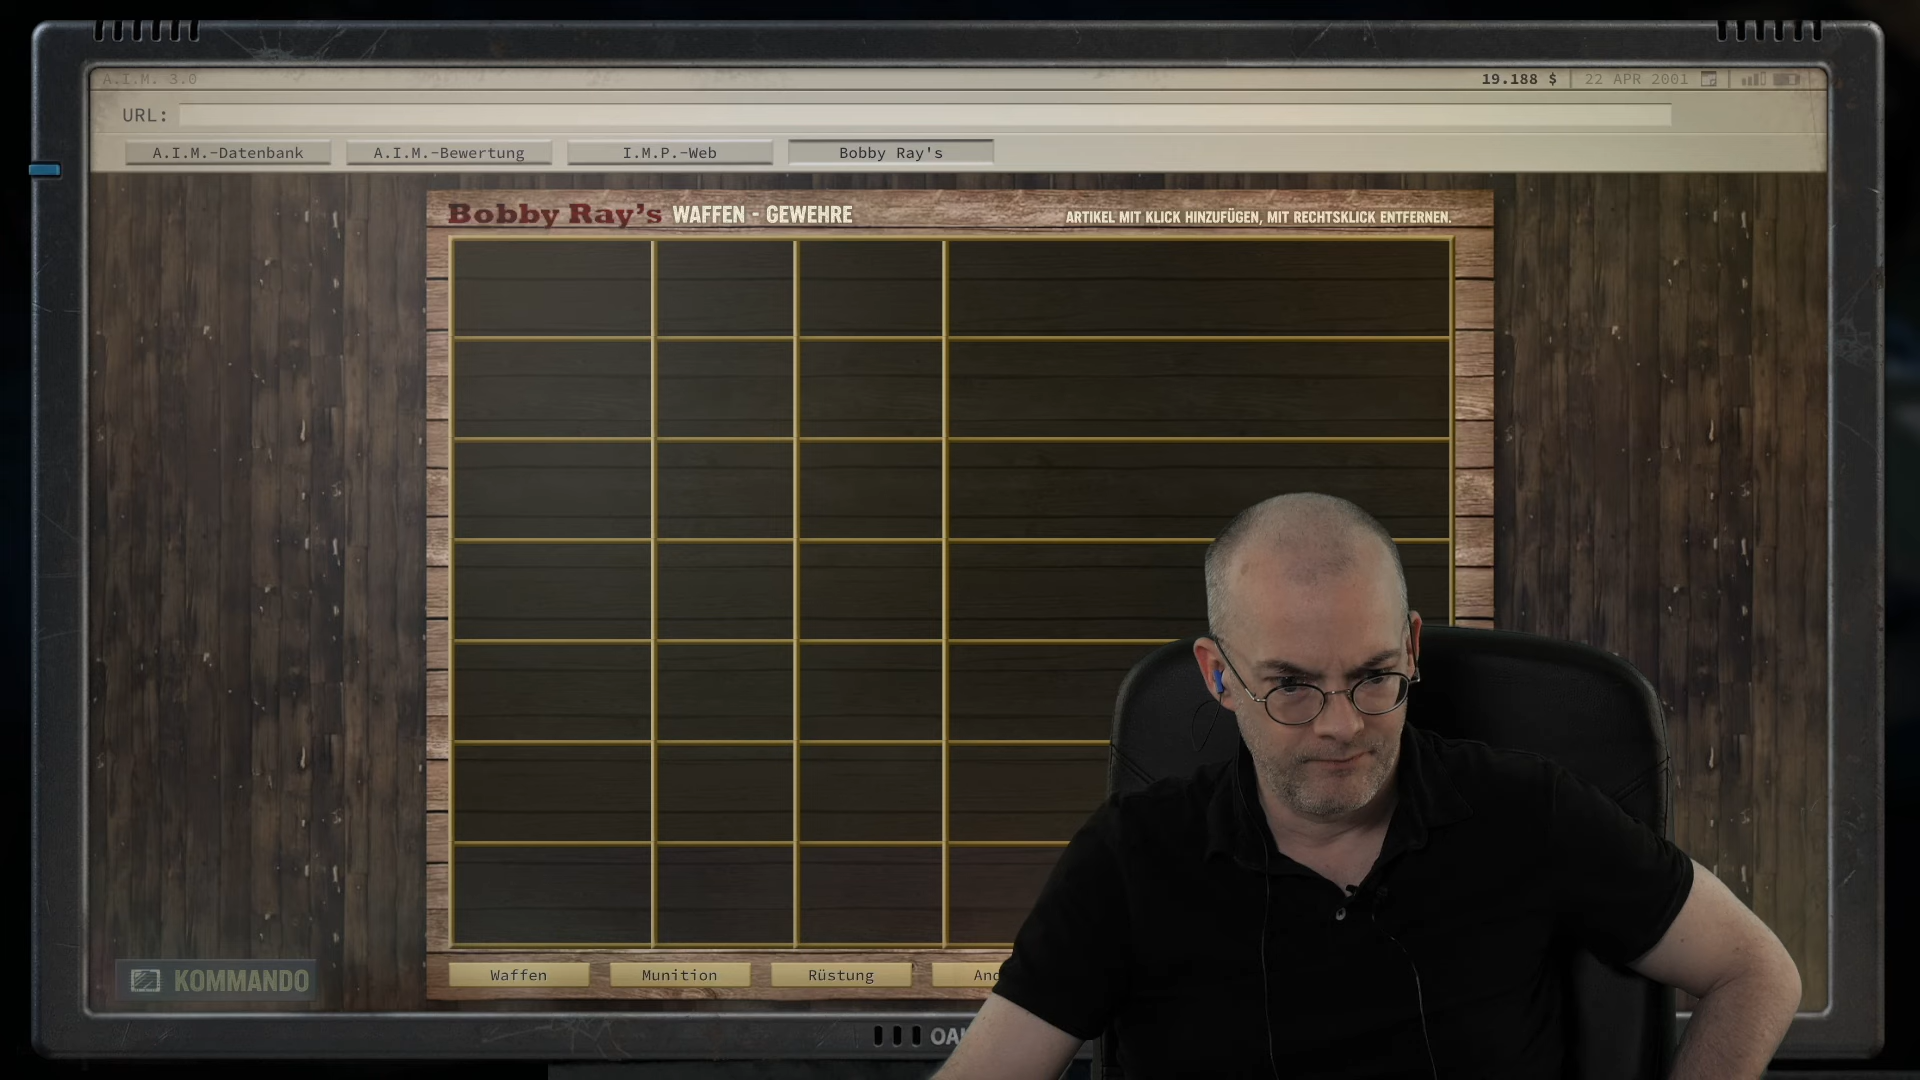 A.I.M. 3.0
19.188 $
22 APR 2001
URL:
A.I.M.-Datenbank
A.I.M.-Bewertung
I.M.P.-Web
Bobby Ray's
Bobby Ray's WAFFEN - GEWEHRE
ARTIKEL MIT KLICK HINZUFÜGEN, MIT RECHTSKLICK ENTFERNEN.
Waffen
Munition
Rüstung
KOMMANDO